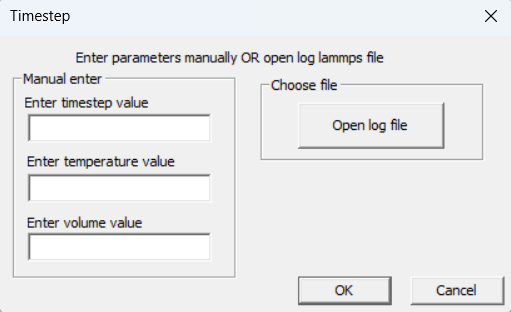 Timestep
Enter parameters manually OR open log lammps file
Manual enter
Enter timestep value
Enter temperature value
Enter volume value
Choose file
Open log file
OK
Cancel